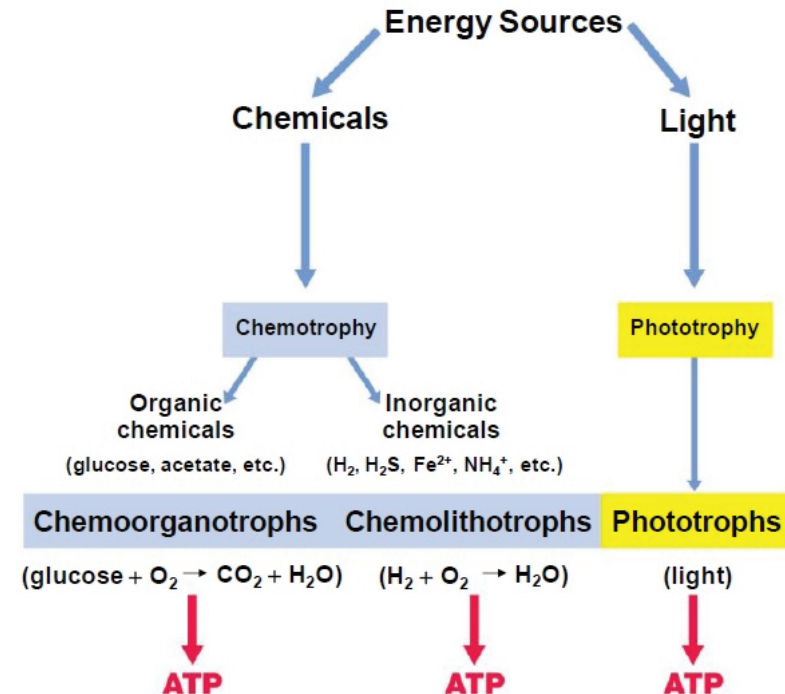 Energy Sources
Chemicals
Light
Chemotrophy
Phototrophy
Organic
chemicals
(glucose, acetate, etc.)
Inorganic
chemicals
(H₂, H₂S, Fe²⁺, NH₄⁺, etc.)
Chemoorganotrophs
Chemolithotrophs
Phototrophs
(glucose + O₂ → CO₂ + H₂O)
(H₂ + O₂ → H₂O)
(light)
ATP
ATP
ATP